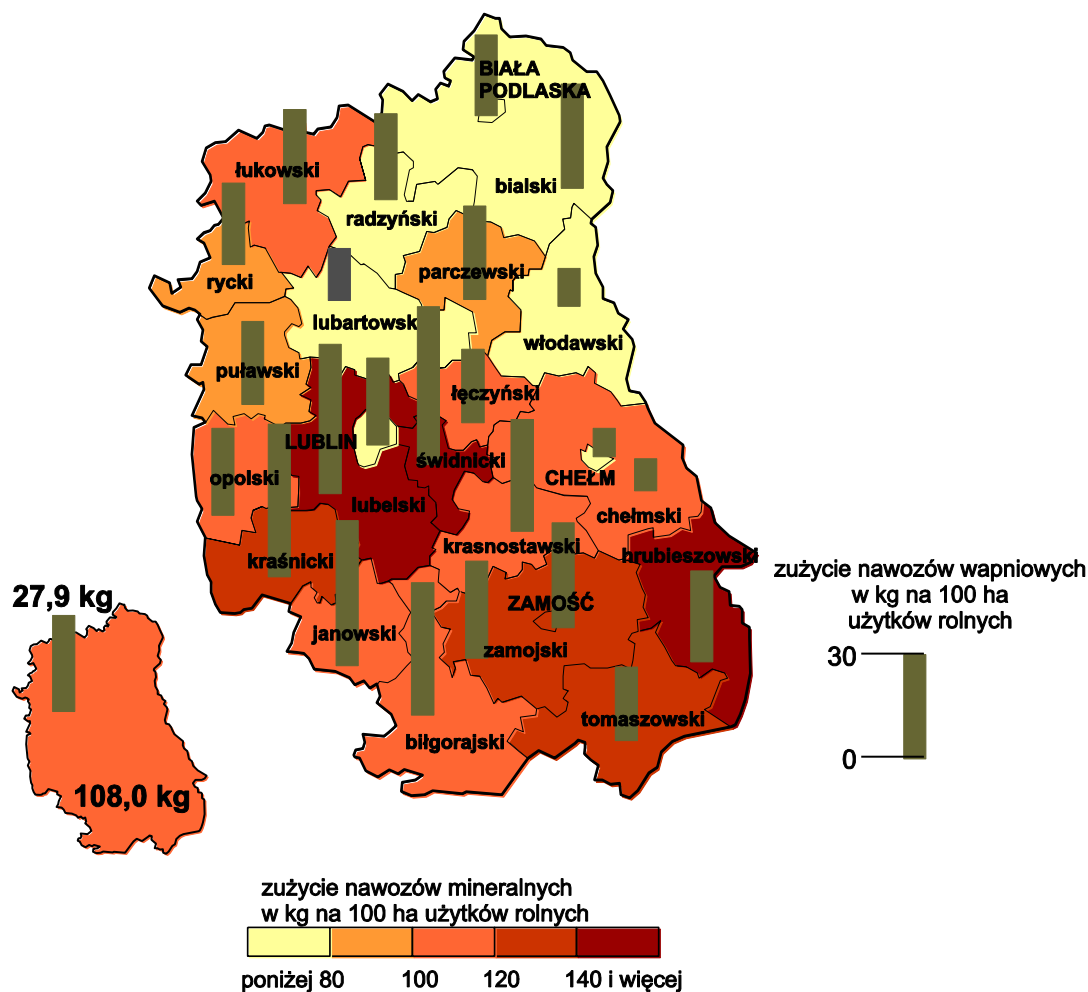 BIAŁA
PODLASKA
łukowski
bialski
radzyński
parczewski
rycki
lubartowsk
włodawski
puławski
łęczyński
LUBLIN
świdnicki
opolski
CHEŁM
lubelski
chełmski
krasnostawski
hrubieszowski
kraśnicki
zużycie nawozów wapniowych
w kg na 100 ha
użytków rolnych
27,9 kg
ZAMOŚĆ
janowski
zamojski
30
tomaszowski
biłgorajski
0
108,0 kg
zużycie nawozów mineralnych
w kg na 100 ha użytków rolnych
poniżej 80 100 120 140 i więcej